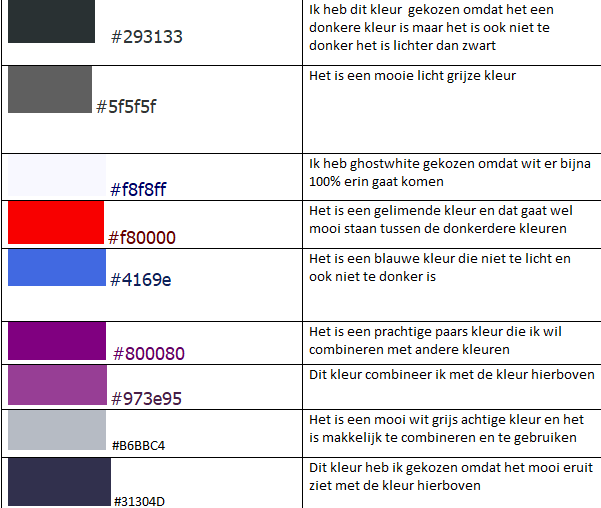 #293133
Ik heb dit kleur gekozen omdat het een
donkere kleur is maar het is ook niet te
donker het is lichter dan zwart
#5f5f5f
Het is een mooie licht grijze kleur
#f8f8ff
Ik heb ghostwhite gekozen omdat wit er bijna
100% erin gaat komen
#f80000
Het is een gelimende kleur en dat gaat wel
mooi staan tussen de donkerdere kleuren
#4169e
Het is een blauwe kleur die niet te licht en
ook niet te donker is
#800080
Het is een prachtige paars kleur die ik wil
combineren met andere kleuren
#973e95
Dit kleur combineer ik met de kleur hierboven
#B6BBC4
Het is een mooi wit grijs achtige kleur en het
is makkelijk te combineren en te gebruiken
#31304D
Dit kleur heb ik gekozen omdat het mooi eruit
ziet met de kleur hierboven